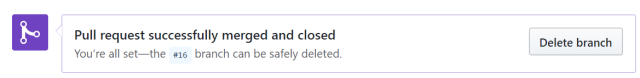 Pull request successfully merged and closed
You're all set—the #16 branch can be safely deleted.
Delete branch